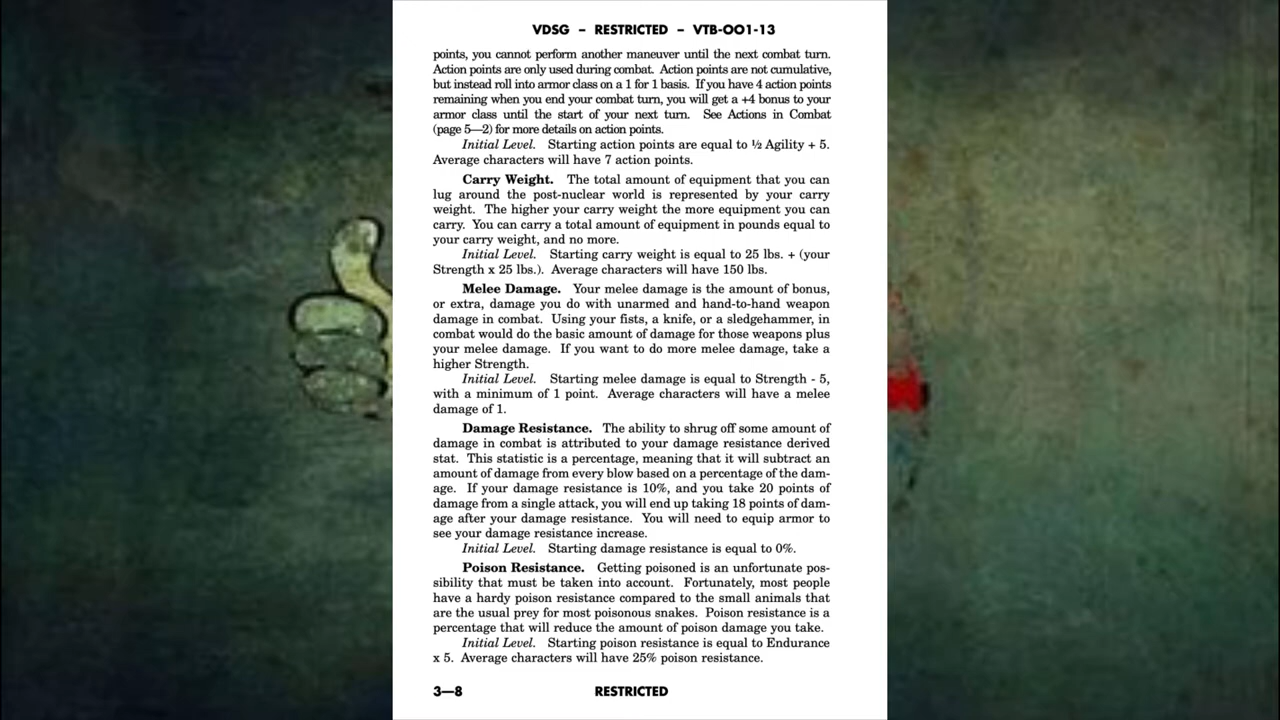 VDSG – RESTRICTED – VTB-001-13
points, you cannot perform another maneuver until the next combat turn.
Action points are only used during combat. Action points are not cumulative,
but instead roll into armor class on a 1 for 1 basis. If you have 4 action points
remaining when you end your combat turn, you will get a +4 bonus to your
armor class until the start of your next turn. See Actions in Combat
(page 5—2) for more details on action points.
Initial Level. Starting action points are equal to ½ Agility + 5.
Average characters will have 7 action points.
Carry Weight. The total amount of equipment that you can
lug around the post-nuclear world is represented by your carry
weight. The higher your carry weight the more equipment you can
carry. You can carry a total amount of equipment in pounds equal to
your carry weight, and no more.
Initial Level. Starting carry weight is equal to 25 lbs. + (your
Strength x 25 lbs.). Average characters will have 150 lbs.
Melee Damage. Your melee damage is the amount of bonus,
or extra, damage you do with unarmed and hand-to-hand weapon
damage in combat. Using your fists, a knife, or a sledgehammer, in
combat would do the basic amount of damage for those weapons plus
your melee damage. If you want to do more melee damage, take a
higher Strength.
Initial Level. Starting melee damage is equal to Strength - 5,
with a minimum of 1 point. Average characters will have a melee
damage of 1.
Damage Resistance. The ability to shrug off some amount of
damage in combat is attributed to your damage resistance derived
stat. This statistic is a percentage, meaning that it will subtract an
amount of damage from every blow based on a percentage of the dam-
age. If your damage resistance is 10%, and you take 20 points of
damage from a single attack, you will end up taking 18 points of dam-
age after your damage resistance. You will need to equip armor to
see your damage resistance increase.
Initial Level. Starting damage resistance is equal to 0%.
Poison Resistance. Getting poisoned is an unfortunate pos-
sibility that must be taken into account. Fortunately, most people
have a hardy poison resistance compared to the small animals that
are the usual prey for most poisonous snakes. Poison resistance is a
percentage that will reduce the amount of poison damage you take.
Initial Level. Starting poison resistance is equal to Endurance
x 5. Average characters will have 25% poison resistance.
3—8 RESTRICTED